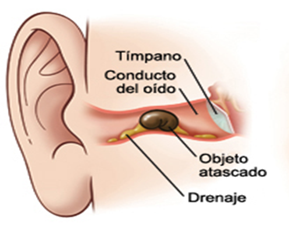 Tímpano
Conducto
del oído
Objeto
atascado
Drenaje